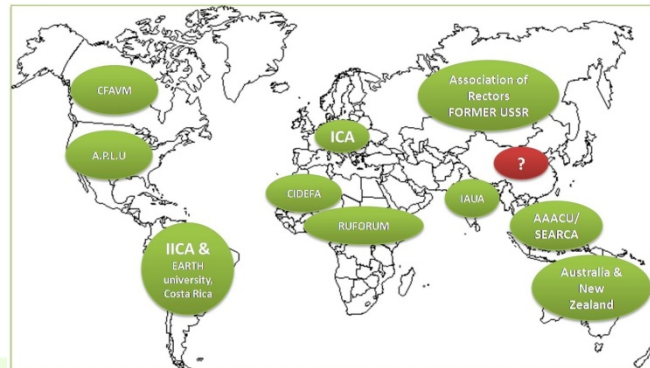 CFAVM
A.P.L.U
IICA &
EARTH
university,
Costa Rica
ICA
CIDEFA
RUFORUM
Association of
Rectors
FORMER USSR
?
IAUA
AAACU/
SEARCA
Australia &
New
Zealand